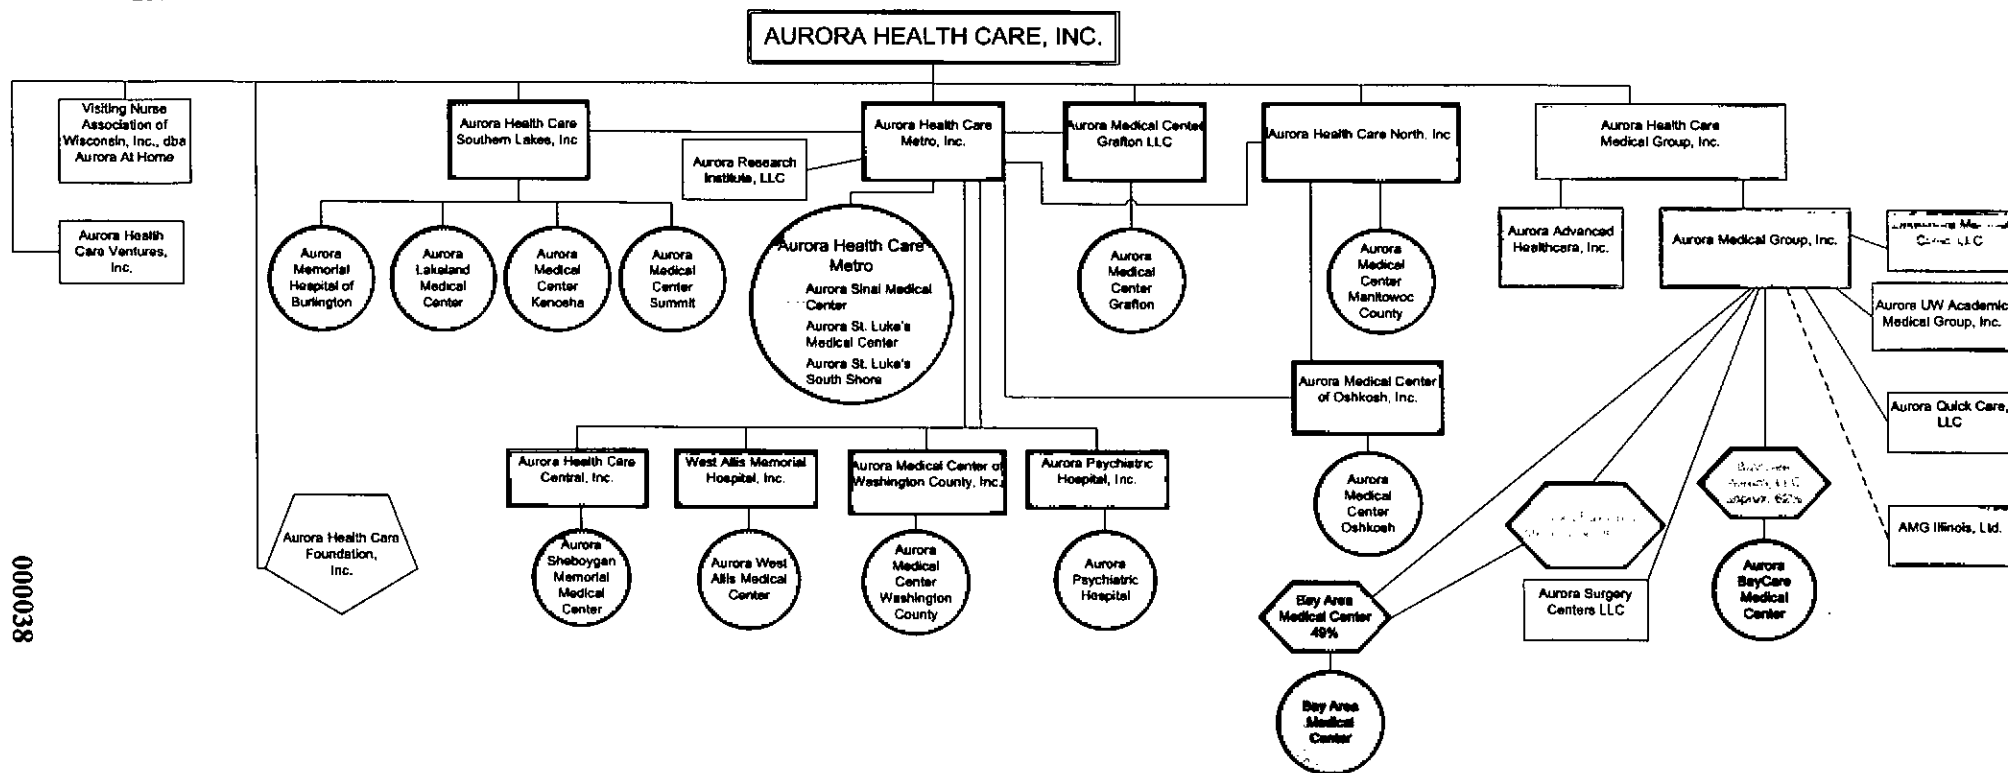 AURORA HEALTH CARE, INC.
Visiting Nurse
Association of
Wisconsin, Inc., dba
Aurora At Home
Aurora Health Care
Southern Lakes, Inc
Aurora Research
Institute, LLC
Aurora Health Care
Metro, Inc.
Aurora Medical Center
Grafton LLC
Aurora Health Care North, Inc
Aurora Health Care
Medical Group, Inc.
Aurora Health
Care Ventures,
Inc.
Aurora
Memorial
Hospital of
Burlington
Aurora
Lakeland
Medical
Center
Aurora
Medical
Center
Kenosha
Aurora
Medical
Center
Summit
Aurora Health Care
Metro
Aurora Sinai Medical
Center
Aurora St. Luke's
Medical Center
Aurora St. Luke's
South Shore
Aurora
Medical
Center
Grafton
Aurora
Medical
Center
Manitowoc
County
Aurora Advanced
Healthcare, Inc.
Aurora Medical Group, Inc.
LLC
Aurora UW Academic
Medical Group, Inc.
Aurora Medical Center
of Oshkosh, Inc.
Aurora Quick Care,
LLC
Aurora Health Care
Central, Inc.
West Allis Memorial
Hospital, Inc.
Aurora Medical Center of
Washington County, Inc.
Aurora Psychiatric
Hospital, Inc.
Aurora
Medical
Center
Oshkosh
LLC
62%
AMG Illinois, Ltd.
Aurora Health Care
Foundation,
Inc.
Aurora
Sheboygan
Memorial
Medical
Center
Aurora West
Allis Medical
Center
Aurora
Medical
Center
Washington
County
Aurora
Psychiatric
Hospital
Bay Area
Medical Center
49%
Aurora Surgery
Centers LLC
Aurora
BayCare
Medical
Center
Bay Area
Medical
Center
000038